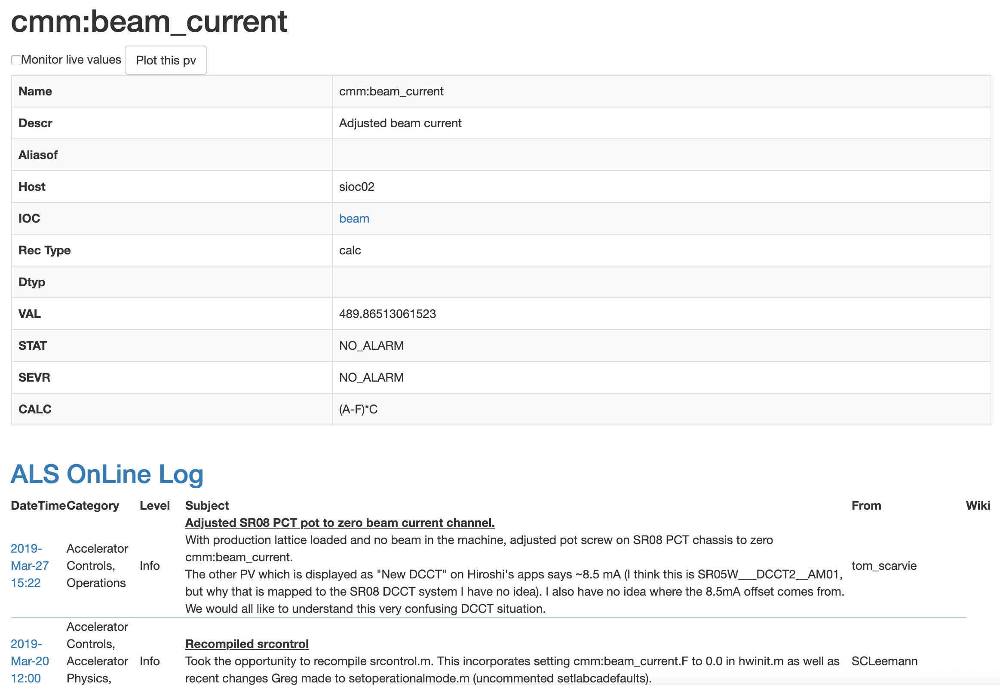 cmm:beam_current
Monitor live values Plot this pv
Name cmm:beam_current
Descr Adjusted beam current
Aliasof
Host sioc02
IOC beam
Rec Type calc
Dtyp
VAL 489.86513061523
STAT NO_ALARM
SEVR NO_ALARM
CALC (A-F)*C
ALS OnLine Log
DateTime Category Level Subject From Wiki
2019-
Mar-27
15:22
Accelerator
Controls,
Operations
Info
Adjusted SR08 PCT pot to zero beam current channel.
With production lattice loaded and no beam in the machine, adjusted pot screw on SR08 PCT chassis to zero
cmm:beam_current.
The other PV which is displayed as "New DCCT" on Hiroshi's apps says ~8.5 mA (I think this is SR05W___DCCT2__AM01,
but why that is mapped to the SR08 DCCT system I have no idea). I also have no idea where the 8.5mA offset comes from.
We would all like to understand this very confusing DCCT situation.
tom_scarvie
2019-
Mar-20
12:00
Accelerator
Controls,
Accelerator
Physics,
Info
Recompiled srcontrol
Took the opportunity to recompile srcontrol.m. This incorporates setting cmm:beam_current.F to 0.0 in hwinit.m as well as
recent changes Greg made to setoperationalmode.m (uncommented setlabcadefaults).
SCLeemann